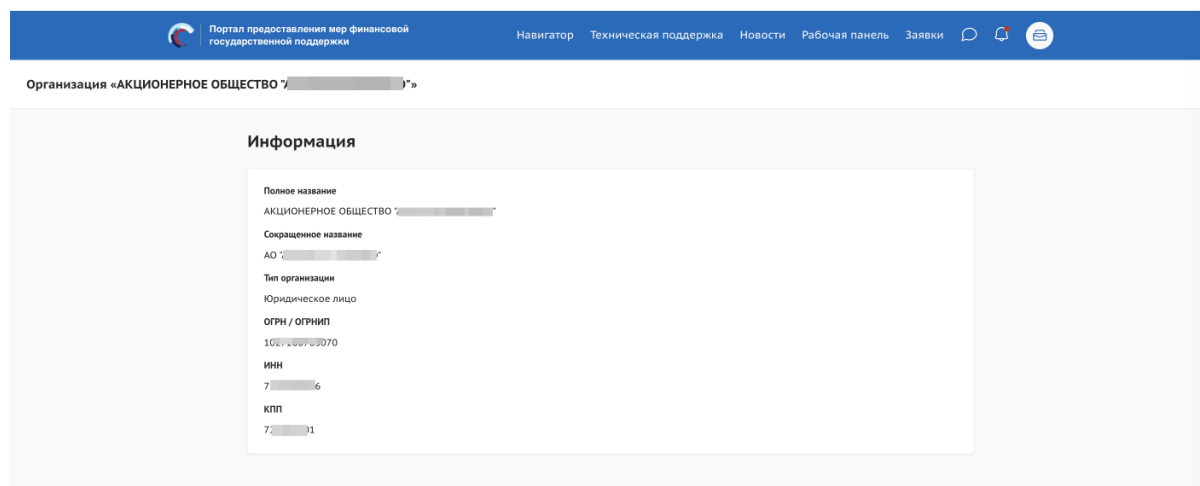 Портал предоставления мер финансовой
государственной поддержки
Навигатор Техническая поддержка Новости Рабочая панель Заявки
Организация «АКЦИОНЕРНОЕ ОБЩЕСТВО "
"»
Информация
Полное название
АКЦИОНЕРНОЕ ОБЩЕСТВО " "
Сокращенное название
АО " "
Тип организации
Юридическое лицо
ОГРН / ОГРНИП
ИНН
КПП